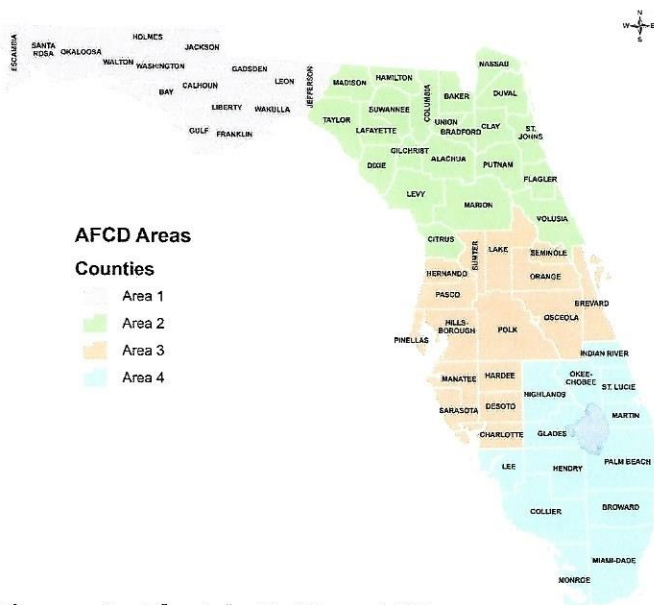 N
W E
S
ESCAMBIA
SANTA
ROSA
OKALOOSA
HOLMES
WALTON
WASHINGTON
JACKSON
BAY
CALHOUN
GADSDEN
LEON
LIBERTY
WAKULLA
GULF
FRANKLIN
JEFFERSON
MADISON
HAMILTON
TAYLOR
SUWANNEE
LAFAYETTE
COLUMBIA
BAKER
NASSAU
DUVAL
UNION
BRADFORD
CLAY
ST.
JOHNS
GILCHRIST
DIXIE
ALACHUA
PUTNAM
FLAGLER
LEVY
MARION
VOLUSIA
CITRUS
AFCD Areas
Counties
Area 1
Area 2
Area 3
Area 4
SUMTER
LAKE
SEMINOLE
HERNANDO
ORANGE
PASCO
BREVARD
OSCEOLA
HILLS-
BOROUGH
POLK
PINELLAS
INDIAN RIVER
MANATEE
HARDEE
OKEE-
CHOBEE
ST. LUCIE
HIGHLANDS
SARASOTA
DESOTO
MARTIN
CHARLOTTE
GLADES
LEE
HENDRY
PALM BEACH
COLLIER
BROWARD
MIAMI-DADE
MONROE